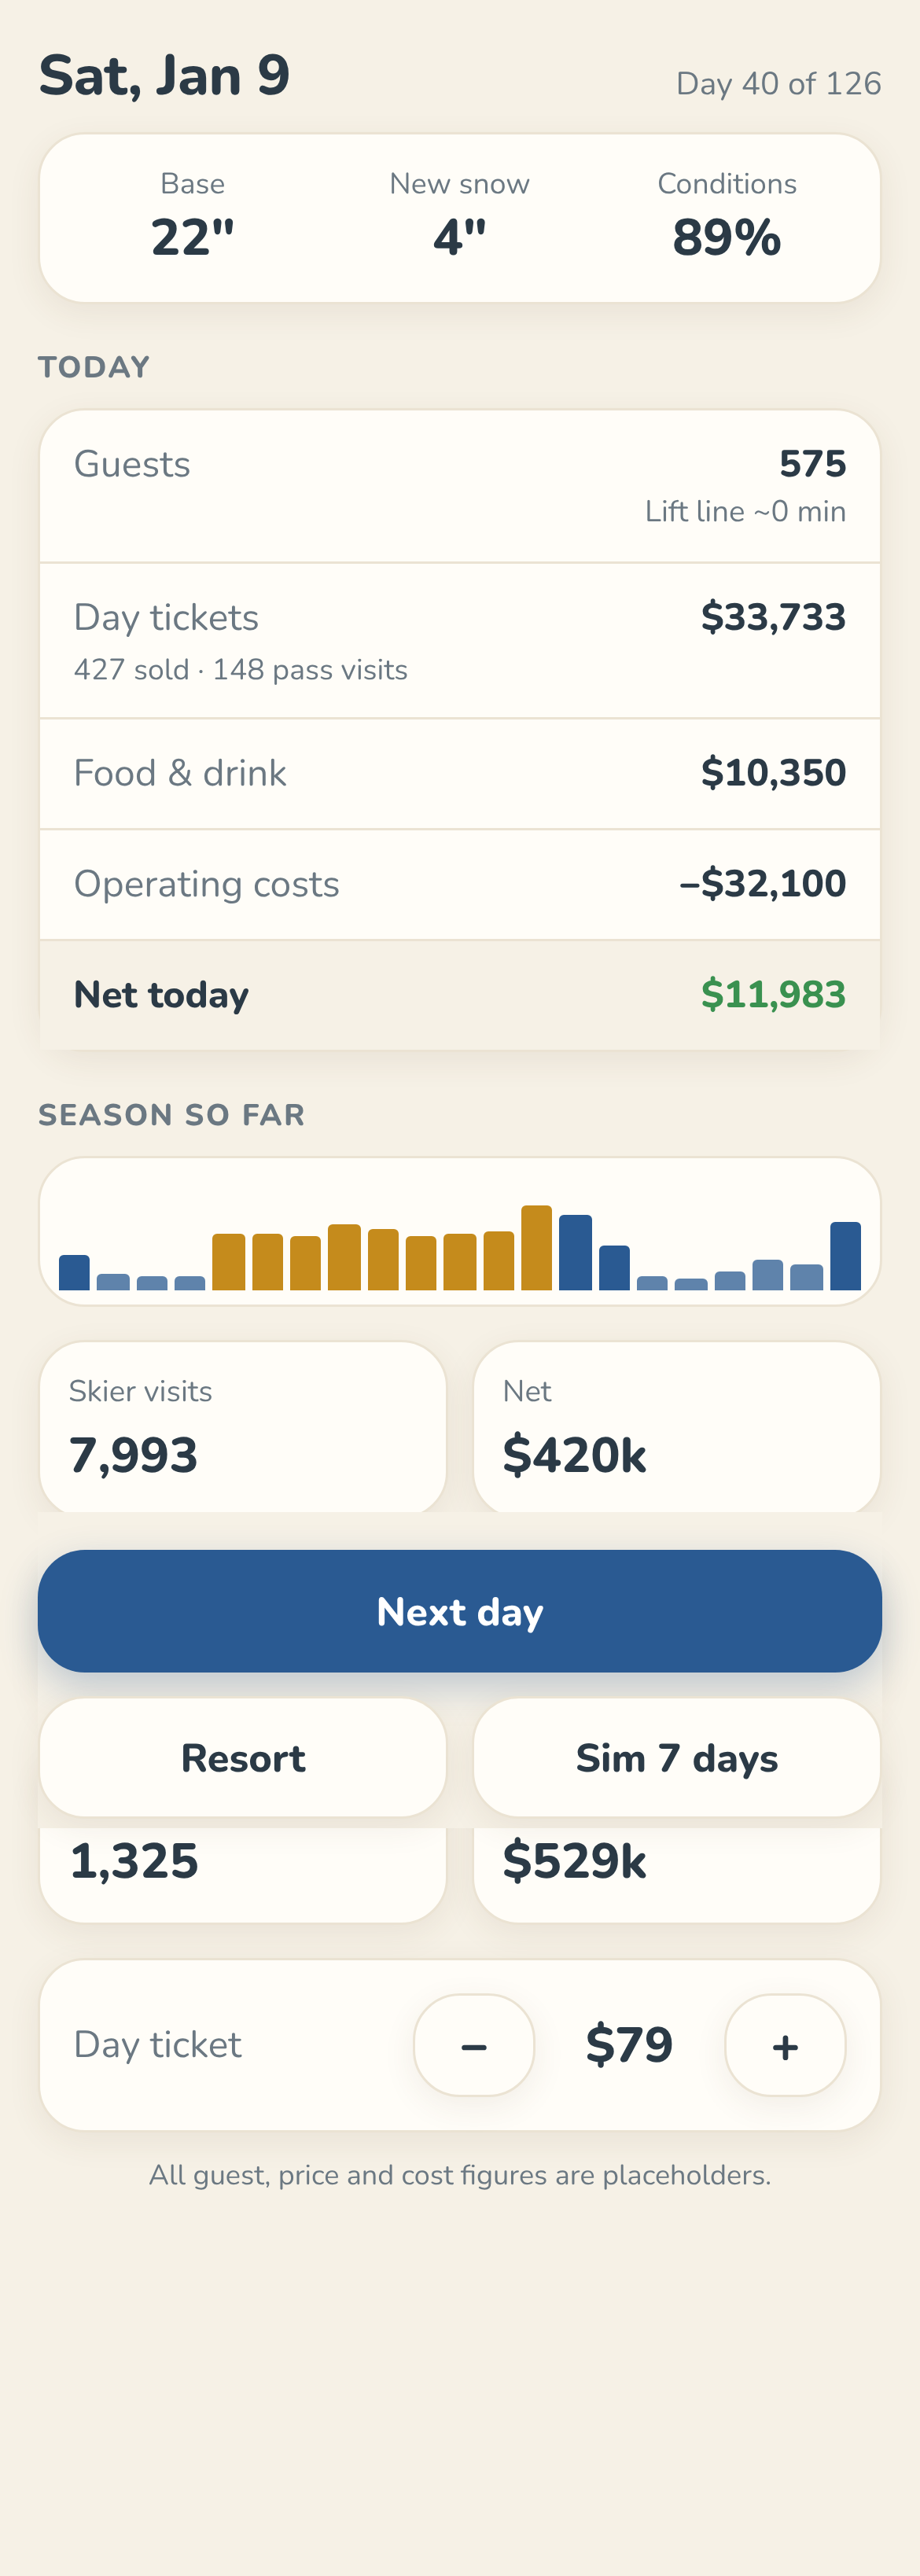 Sat, Jan 9
Day 40 of 126
Base
New snow
Conditions
22"
4"
89%
TODAY
Guests
575
Lift line ~0 min
Day tickets
$33,733
427 sold · 148 pass visits
Food & drink
$10,350
Operating costs
–$32,100
Net today
$11,983
SEASON SO FAR
Skier visits
Net
7,993
$420k
Next day
Resort
Sim 7 days
1,325
$529k
Day ticket
–
$79
+
All guest, price and cost figures are placeholders.